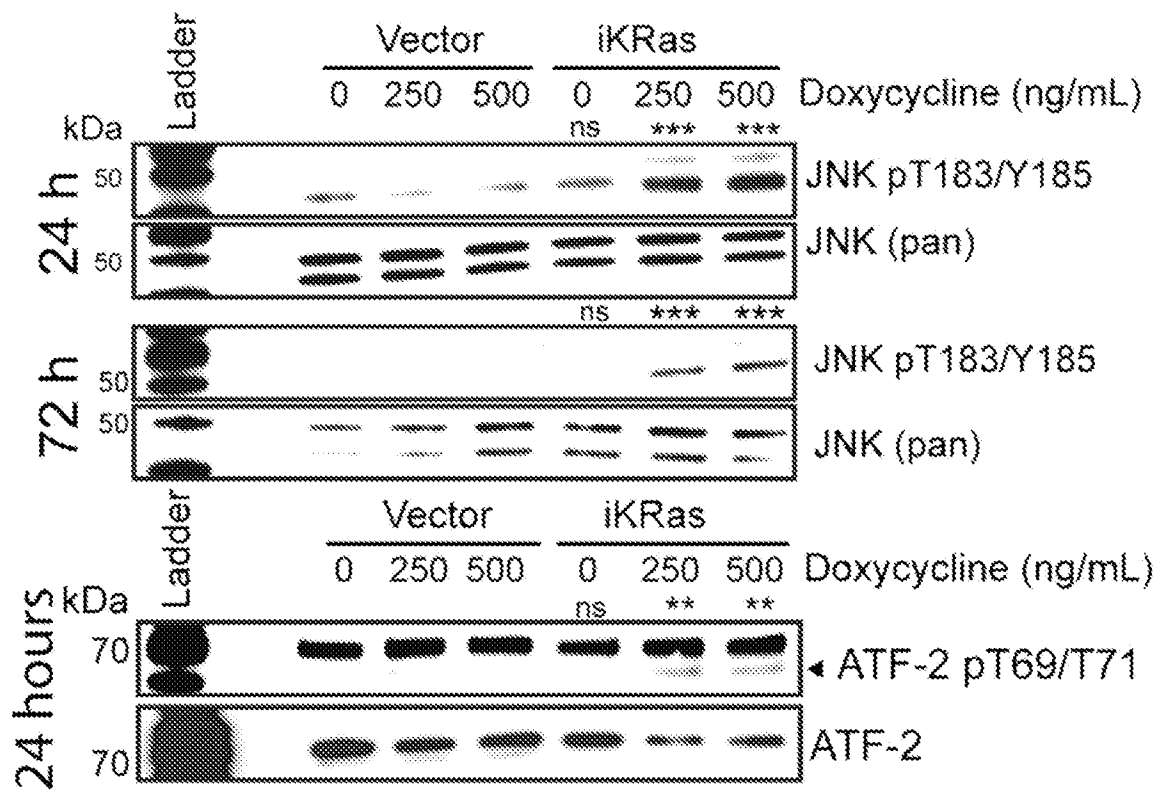 Ladder
Vector iKRas
0 250 500 0 250 500 Doxycycline (ng/mL)
kDa ns *** ***
24 h
50 JNK pT183/Y185
50 JNK (pan)
ns *** ***
72 h
50 JNK pT183/Y185
50 JNK (pan)
Ladder
Vector iKRas
0 250 500 0 250 500 Doxycycline (ng/mL)
kDa ns ** **
24 hours
70 ATF-2 pT69/T71
70 ATF-2